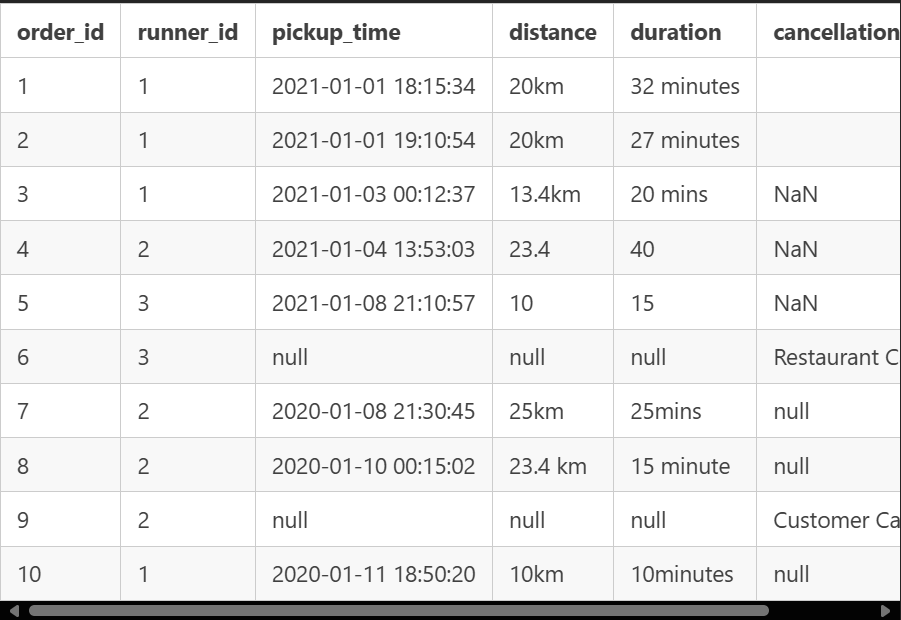 order_id runner_id pickup_time distance duration cancellation
1 1 2021-01-01 18:15:34 20km 32 minutes
2 1 2021-01-01 19:10:54 20km 27 minutes
3 1 2021-01-03 00:12:37 13.4km 20 mins NaN
4 2 2021-01-04 13:53:03 23.4 40 NaN
5 3 2021-01-08 21:10:57 10 15 NaN
6 3 null null null Restaurant C
7 2 2020-01-08 21:30:45 25km 25mins null
8 2 2020-01-10 00:15:02 23.4 km 15 minute null
9 2 null null null Customer Ca
10 1 2020-01-11 18:50:20 10km 10minutes null